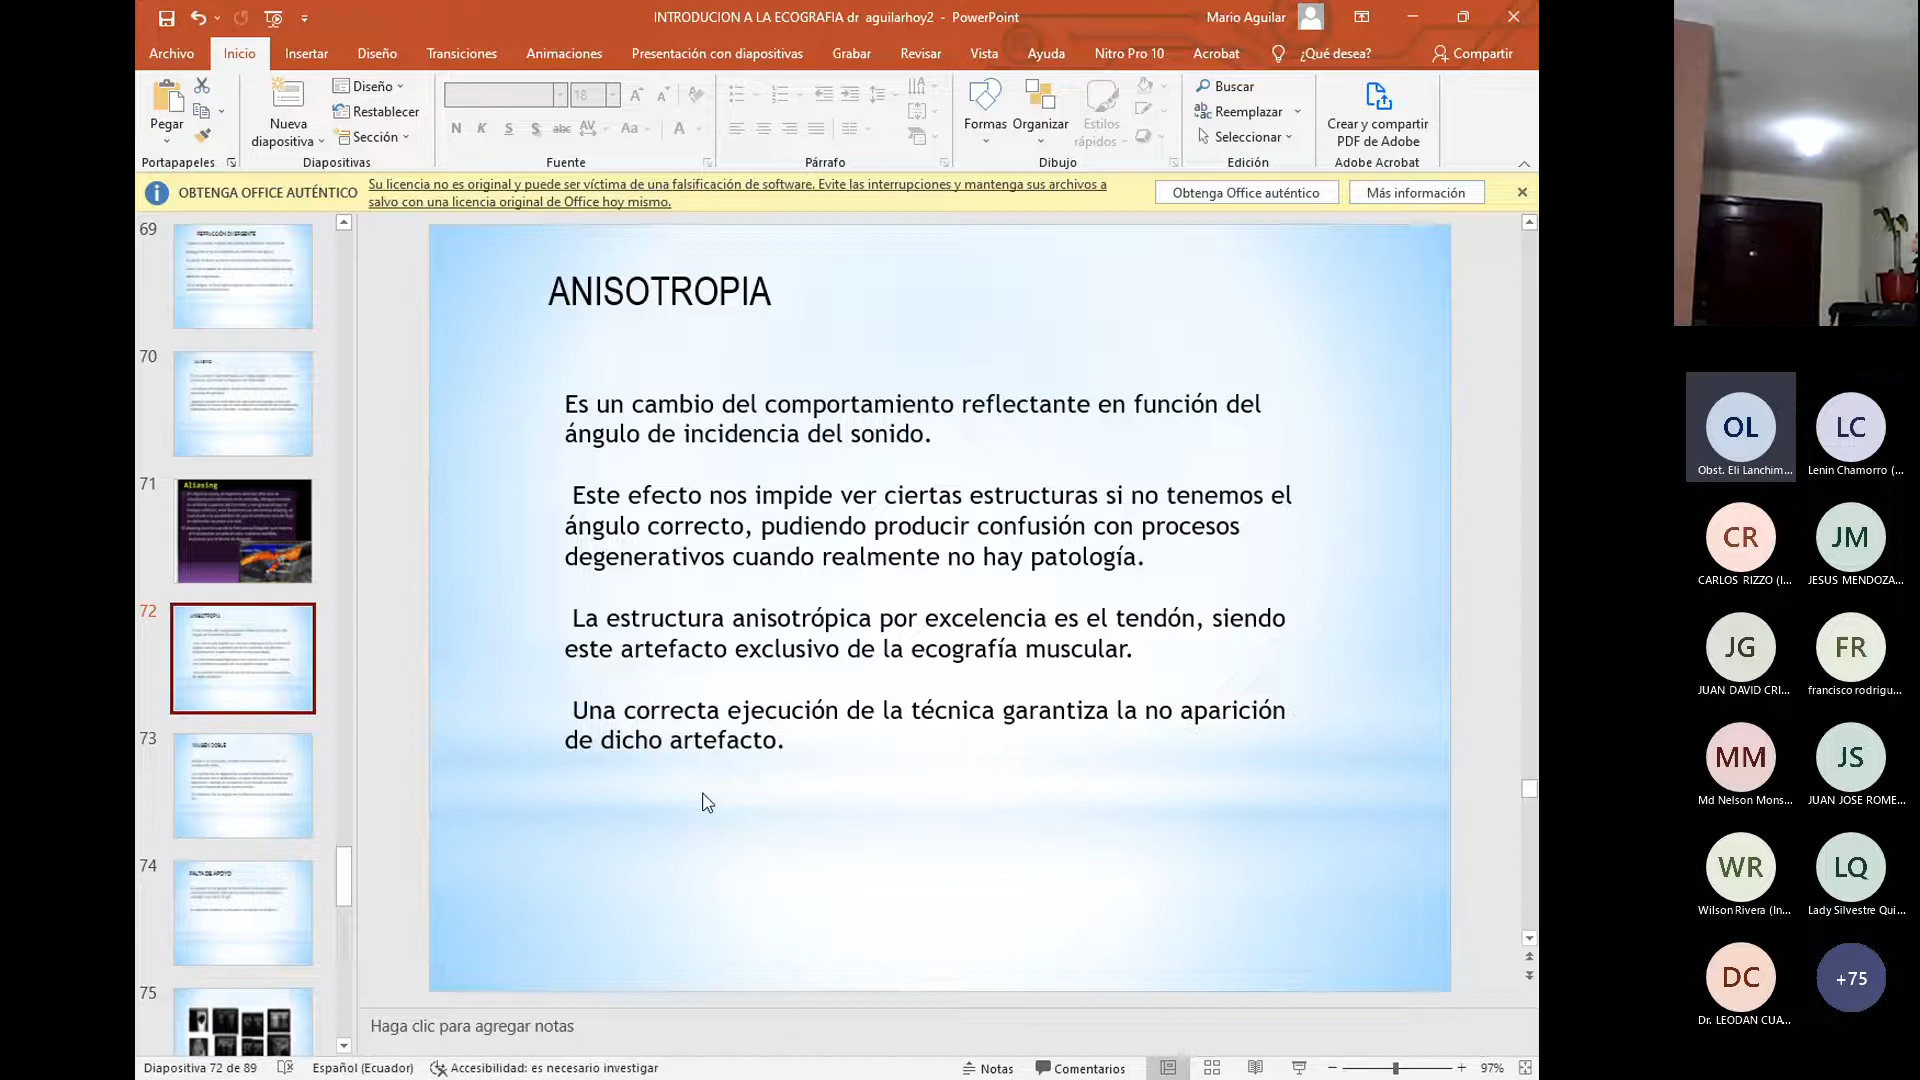 INTRODUCION A LA ECOGRAFIA dr aguilarhoy2 - PowerPoint
Mario Aguilar
Archivo Inicio Insertar Diseño Transiciones Animaciones Presentación con diapositivas Grabar Revisar Vista Ayuda Nitro Pro 10 Acrobat ¿Qué desea? Compartir
Pegar
Nueva diapositiva
Diseño
Restablecer
Sección
18
N K S S abc AV Aa A
Formas
Organizar
Estilos rápidos
Buscar
Reemplazar
Seleccionar
Crear y compartir PDF de Adobe
Portapapeles Diapositivas Fuente Párrafo Dibujo Edición Adobe Acrobat
OBTENGA OFFICE AUTÉNTICO
Su licencia no es original y puede ser víctima de una falsificación de software. Evite las interrupciones y mantenga sus archivos a
salvo con una licencia original de Office hoy mismo.
Obtenga Office auténtico
Más información
69
70
71
Aliasing
72
ANISOTROPIA
73
74
FALTA DE APOYO
75
ANISOTROPIA
Es un cambio del comportamiento reflectante en función del
ángulo de incidencia del sonido.
Este efecto nos impide ver ciertas estructuras si no tenemos el
ángulo correcto, pudiendo producir confusión con procesos
degenerativos cuando realmente no hay patología.
La estructura anisotrópica por excelencia es el tendón, siendo
este artefacto exclusivo de la ecografía muscular.
Una correcta ejecución de la técnica garantiza la no aparición
de dicho artefacto.
Haga clic para agregar notas
Diapositiva 72 de 89 Español (Ecuador) Accesibilidad: es necesario investigar Notas Comentarios 97%
OL LC
Obst. Eli Lanchim... Lenin Chamorro (...
CR JM
CARLOS RIZZO (I... JESUS MENDOZA...
JG FR
JUAN DAVID CRI... francisco rodrigu...
MM JS
Md Nelson Mons... JUAN JOSE ROME...
WR LQ
Wilson Rivera (In... Lady Silvestre Qui...
DC +75
Dr. LEODAN CUA...